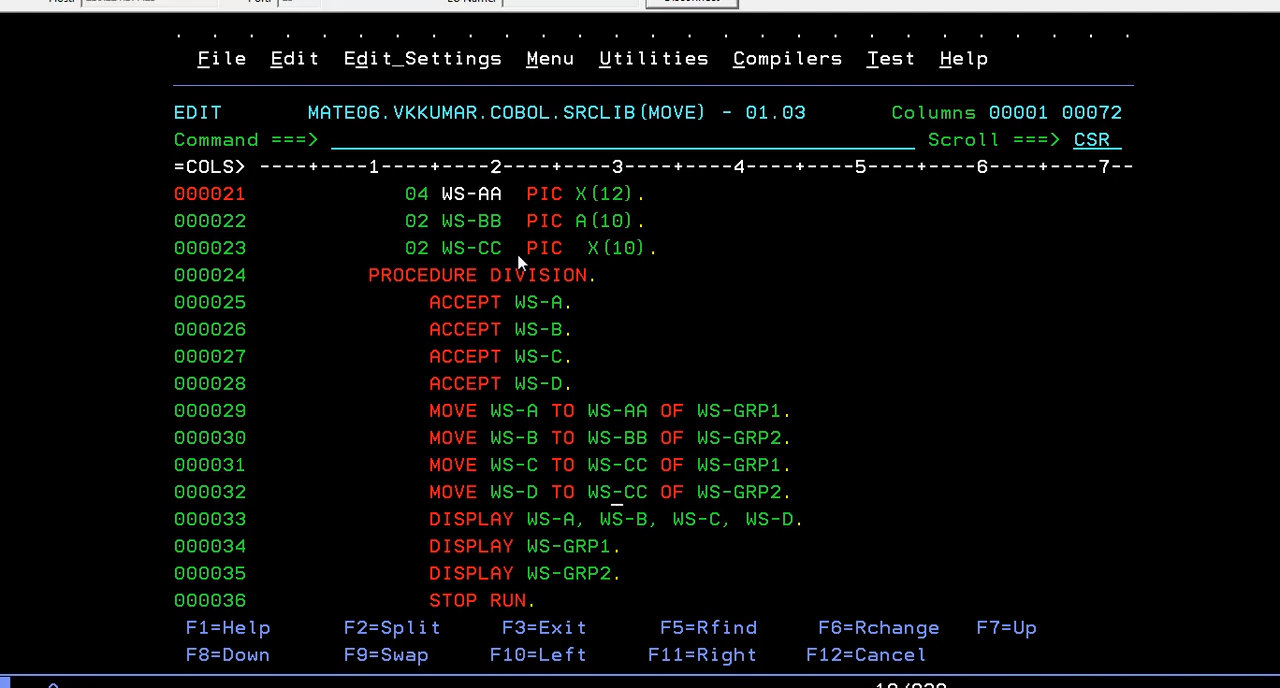 . . . . . . . . . . . . . . . . . . . . . . . . . . .
File Edit Edit_Settings Menu Utilities Compilers Test Help
EDIT MATE06.VKKUMAR.COBOL.SRCLIB(MOVE) - 01.03 Columns 00001 00072
Command ===> Scroll ===> CSR
=COLS> ----+----1----+----2----+----3----+----4----+----5----+----6----+----7--
000021 04 WS-AA PIC X(12).
000022 02 WS-BB PIC A(10).
000023 02 WS-CC PIC X(10).
000024 PROCEDURE DIVISION.
000025 ACCEPT WS-A.
000026 ACCEPT WS-B.
000027 ACCEPT WS-C.
000028 ACCEPT WS-D.
000029 MOVE WS-A TO WS-AA OF WS-GRP1.
000030 MOVE WS-B TO WS-BB OF WS-GRP2.
000031 MOVE WS-C TO WS-CC OF WS-GRP1.
000032 MOVE WS-D TO WS-CC OF WS-GRP2.
000033 DISPLAY WS-A, WS-B, WS-C, WS-D.
000034 DISPLAY WS-GRP1.
000035 DISPLAY WS-GRP2.
000036 STOP RUN.
F1=Help F2=Split F3=Exit F5=Rfind F6=Rchange F7=Up
F8=Down F9=Swap F10=Left F11=Right F12=Cancel